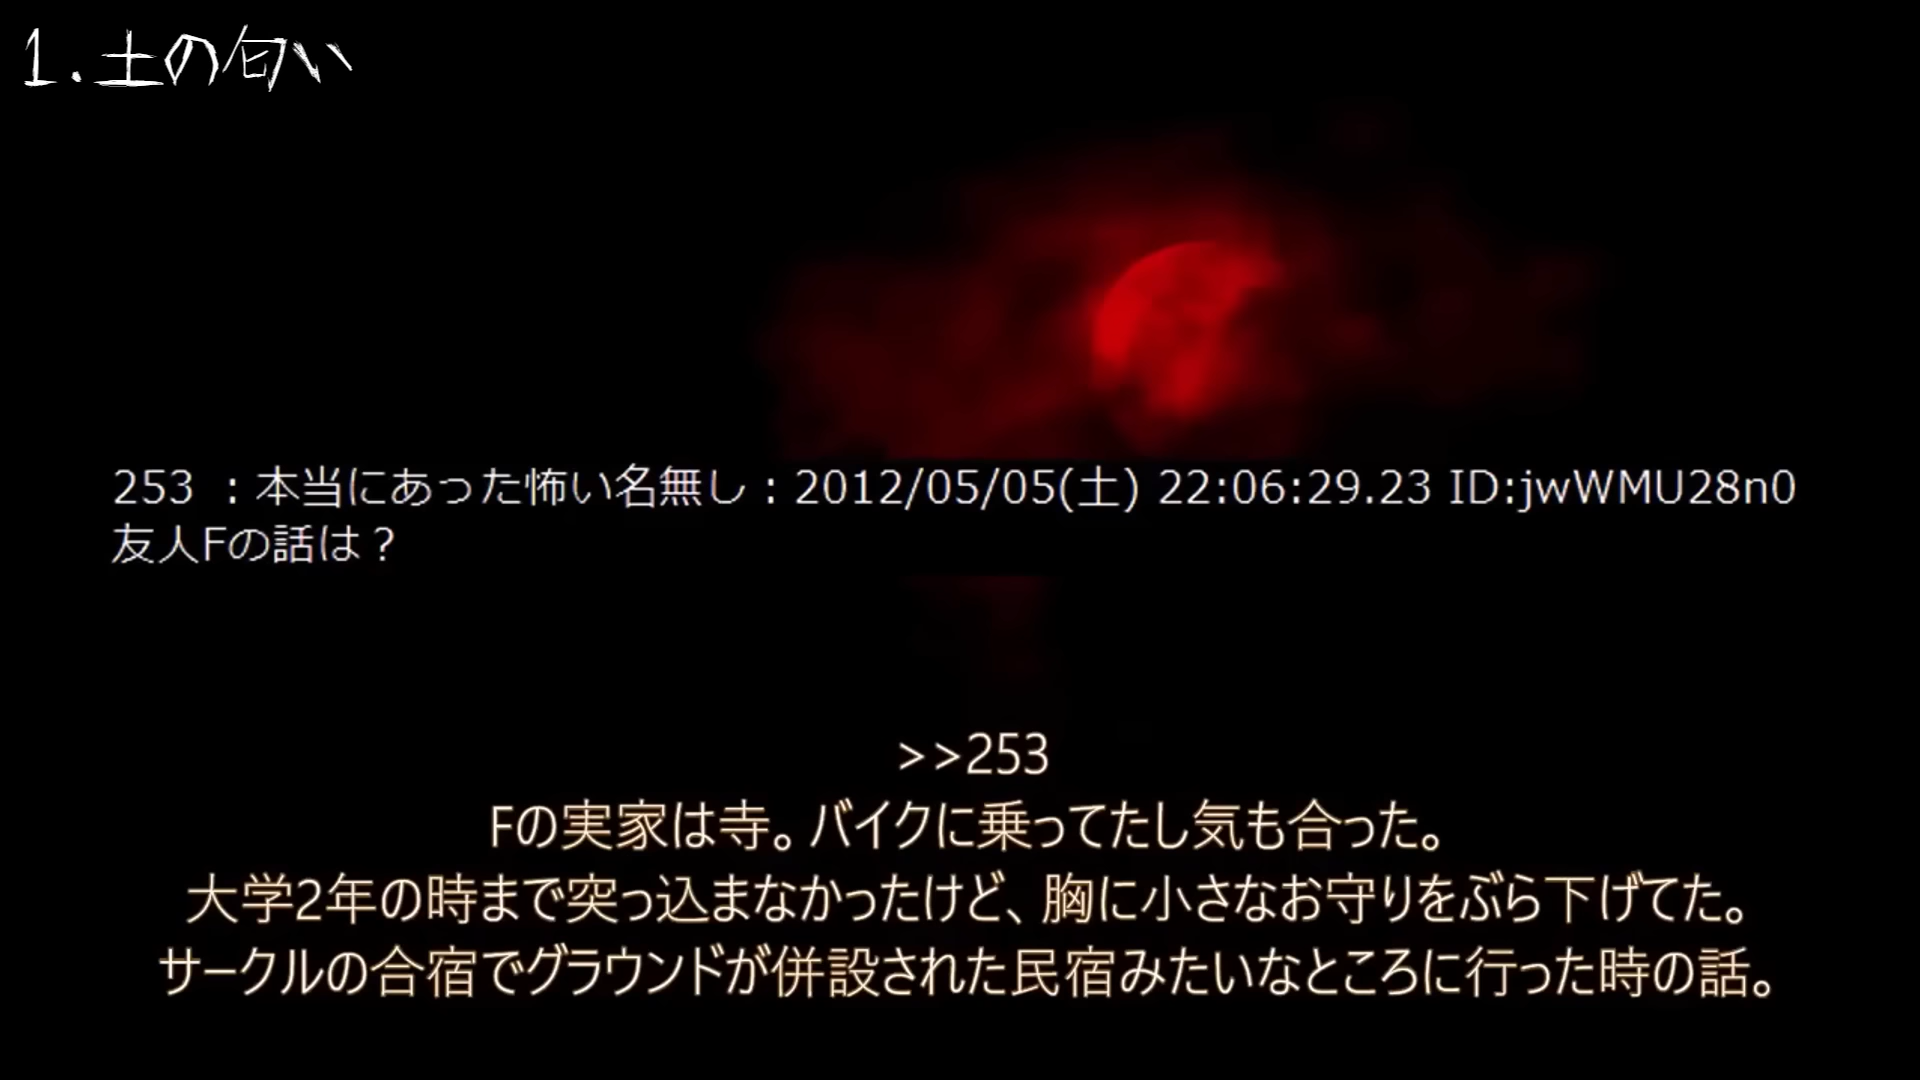 1.土の匂い
253 ：本当にあった怖い名無し：2012/05/05(土) 22:06:29.23 ID:jwWMU28n0
友人Fの話は？
>>253
Fの実家は寺。バイクに乗ってたし気も合った。
大学2年の時まで突っ込まなかったけど、胸に小さなお守りをぶら下げてた。
サークルの合宿でグラウンドが併設された民宿みたいなところに行った時の話。